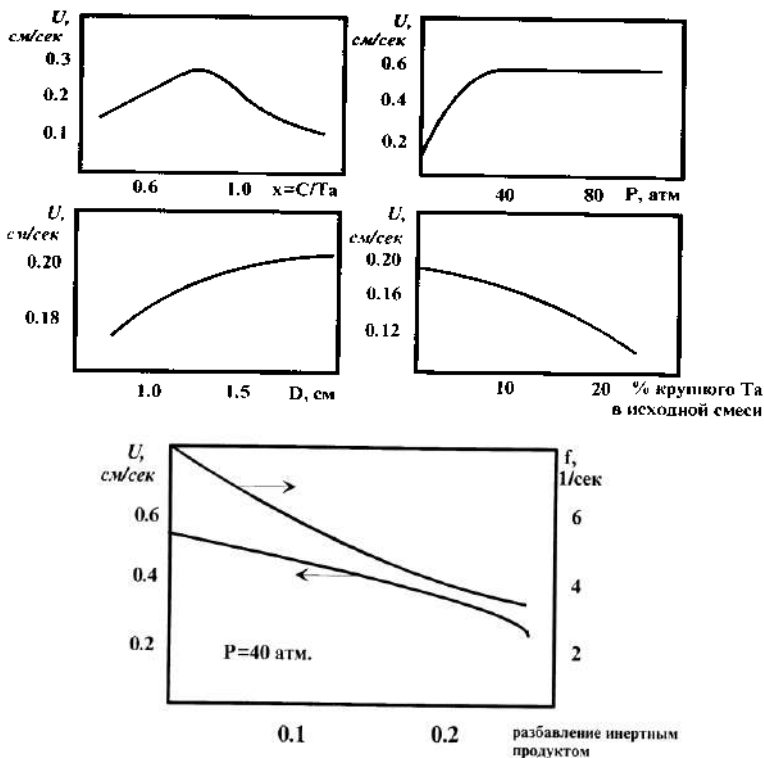 U,
см/сек
0.3
0.2
0.1
0.6 1.0 x=C/Ta
U,
см/сек
0.6
0.4
0.2
40 80 P, атм
U,
см/сек
0.20
0.18
1.0 1.5 D, см
U,
см/сек
0.20
0.16
0.12
10 20 % крупного Ta
в исходной смеси
U,
см/сек
0.6
0.4
0.2
f,
1/сек
6
4
2
P=40 атм.
0.1 0.2 разбавление инертным
продуктом